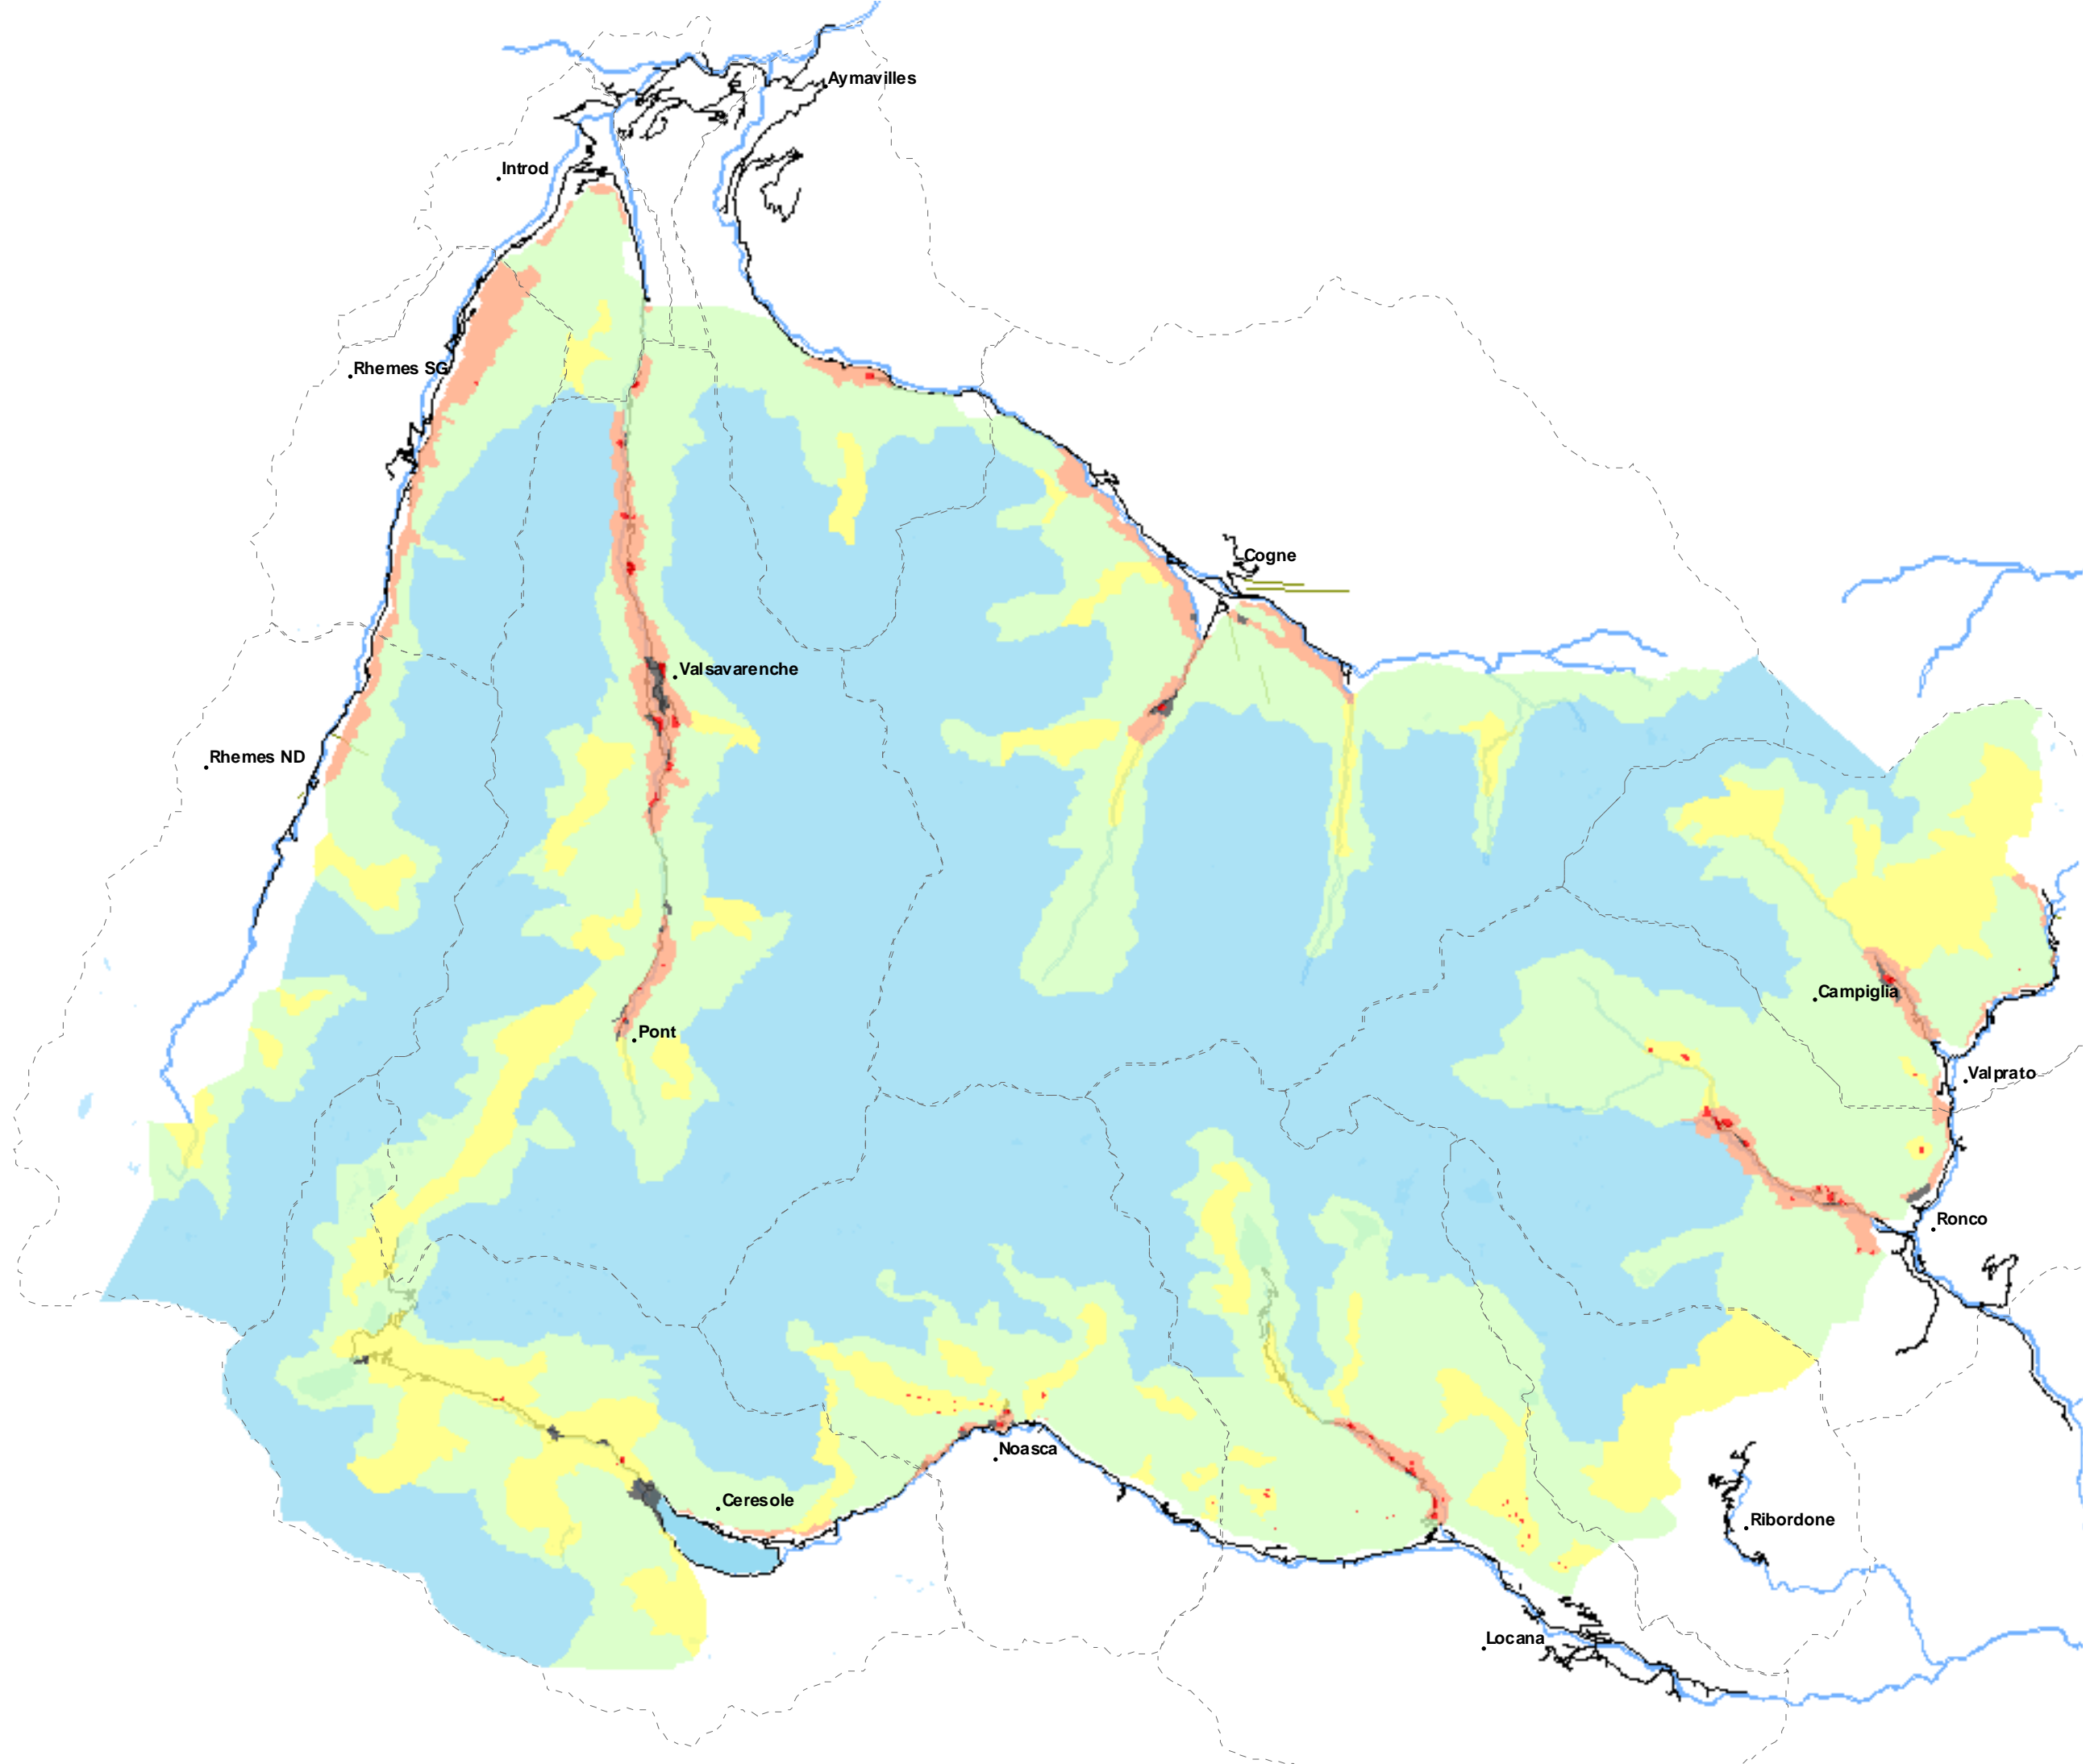 Aymavilles
Introd
Rhemes SG
Cogne
Valsavarenche
Rhemes ND
Campiglia
Pont
Valprato
Ronco
Noasca
Ceresole
Ribordone
Locana